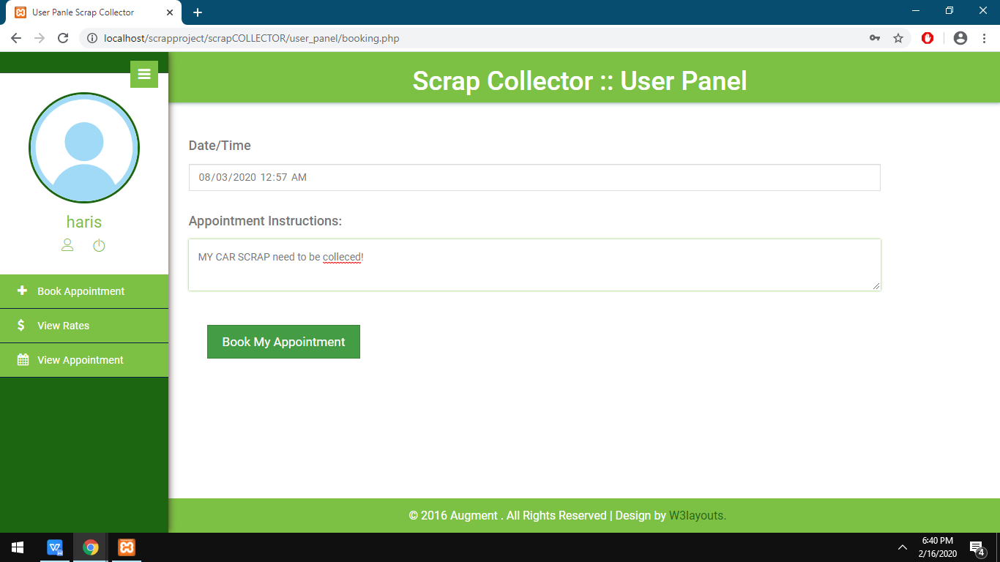 User Panle Scrap Collector
localhost/scrapproject/scrapCOLLECTOR/user_panel/booking.php
Scrap Collector :: User Panel
haris
Book Appointment
View Rates
View Appointment
Date/Time
08/03/2020 12:57 AM
Appointment Instructions:
MY CAR SCRAP need to be colleced!
Book My Appointment
© 2016 Augment . All Rights Reserved | Design by W3layouts.
6:40 PM
2/16/2020
4